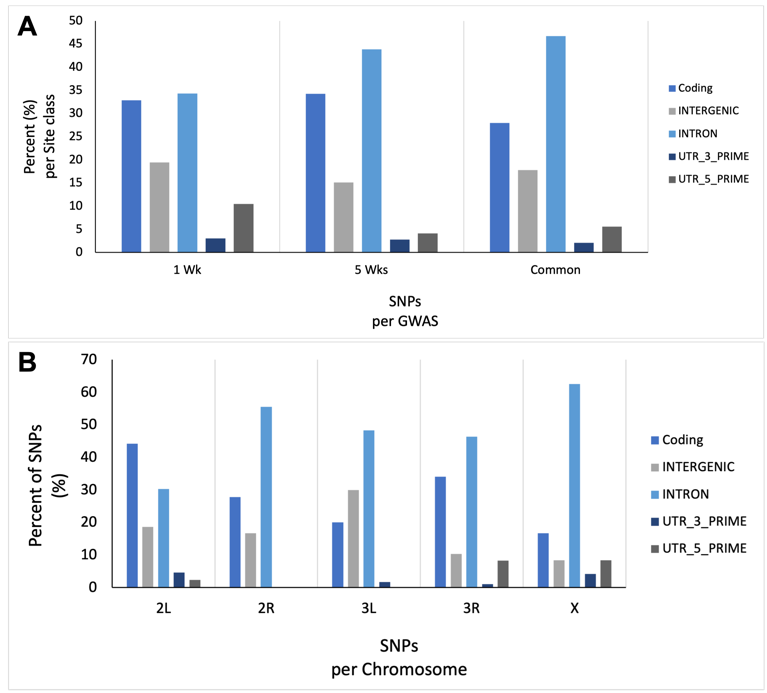 A
50
45
40
35
30
25
20
15
10
5
0
Percent (%)
per Site class
1 Wk
5 Wks
Common
SNPs
per GWAS
Coding
INTERGENIC
INTRON
UTR_3_PRIME
UTR_5_PRIME
B
70
60
50
40
30
20
10
0
Percent of SNPs
(%)
2L
2R
3L
3R
X
SNPs
per Chromosome
Coding
INTERGENIC
INTRON
UTR_3_PRIME
UTR_5_PRIME